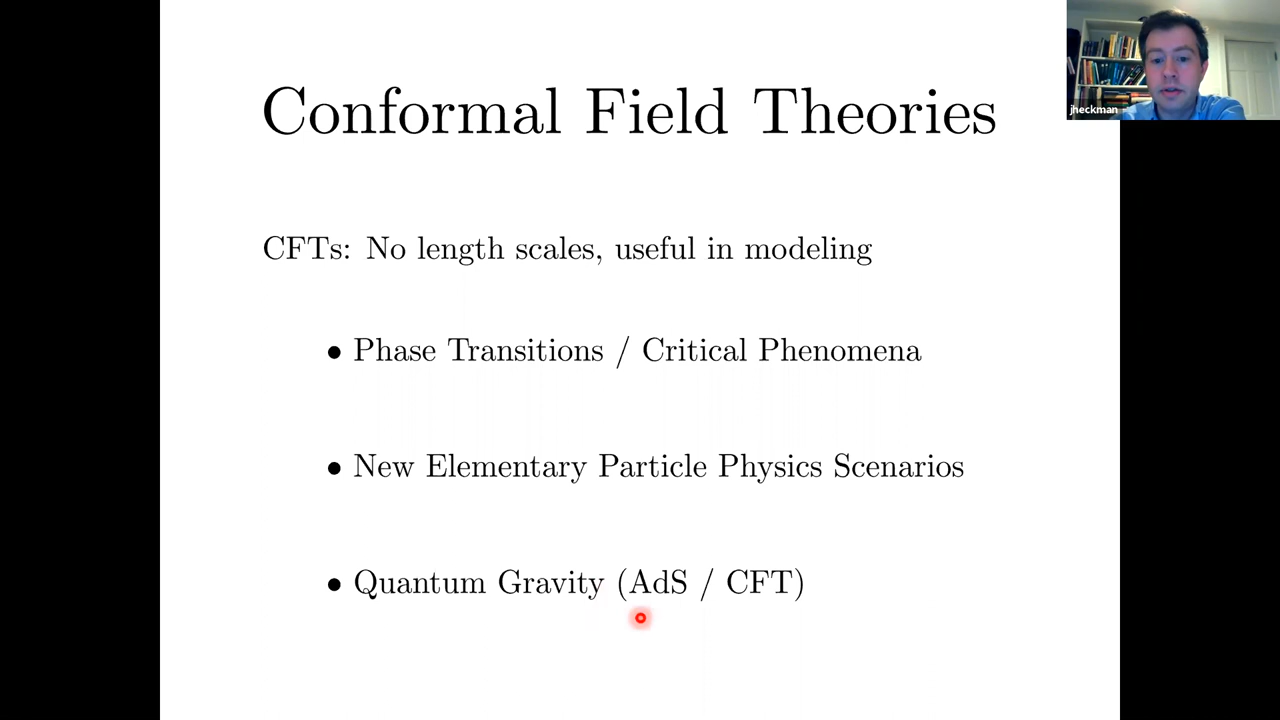 Conformal Field Theories
jheckman
CFTs: No length scales, useful in modeling
• Phase Transitions / Critical Phenomena
• New Elementary Particle Physics Scenarios
• Quantum Gravity (AdS / CFT)